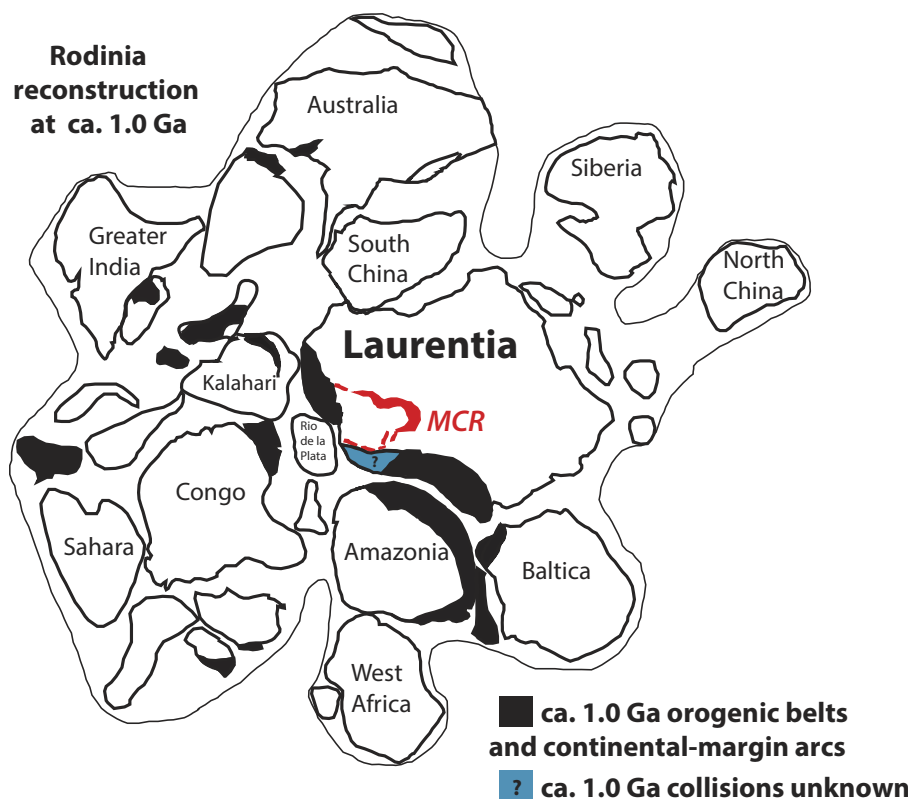 Rodinia
reconstruction
at ca. 1.0 Ga
Australia
Siberia
Greater
India
South
China
North
China
Laurentia
Kalahari
MCR
Rio
de la
Plata
?
Congo
Sahara
Amazonia
Baltica
West
Africa
ca. 1.0 Ga orogenic belts
and continental-margin arcs
? ca. 1.0 Ga collisions unknown